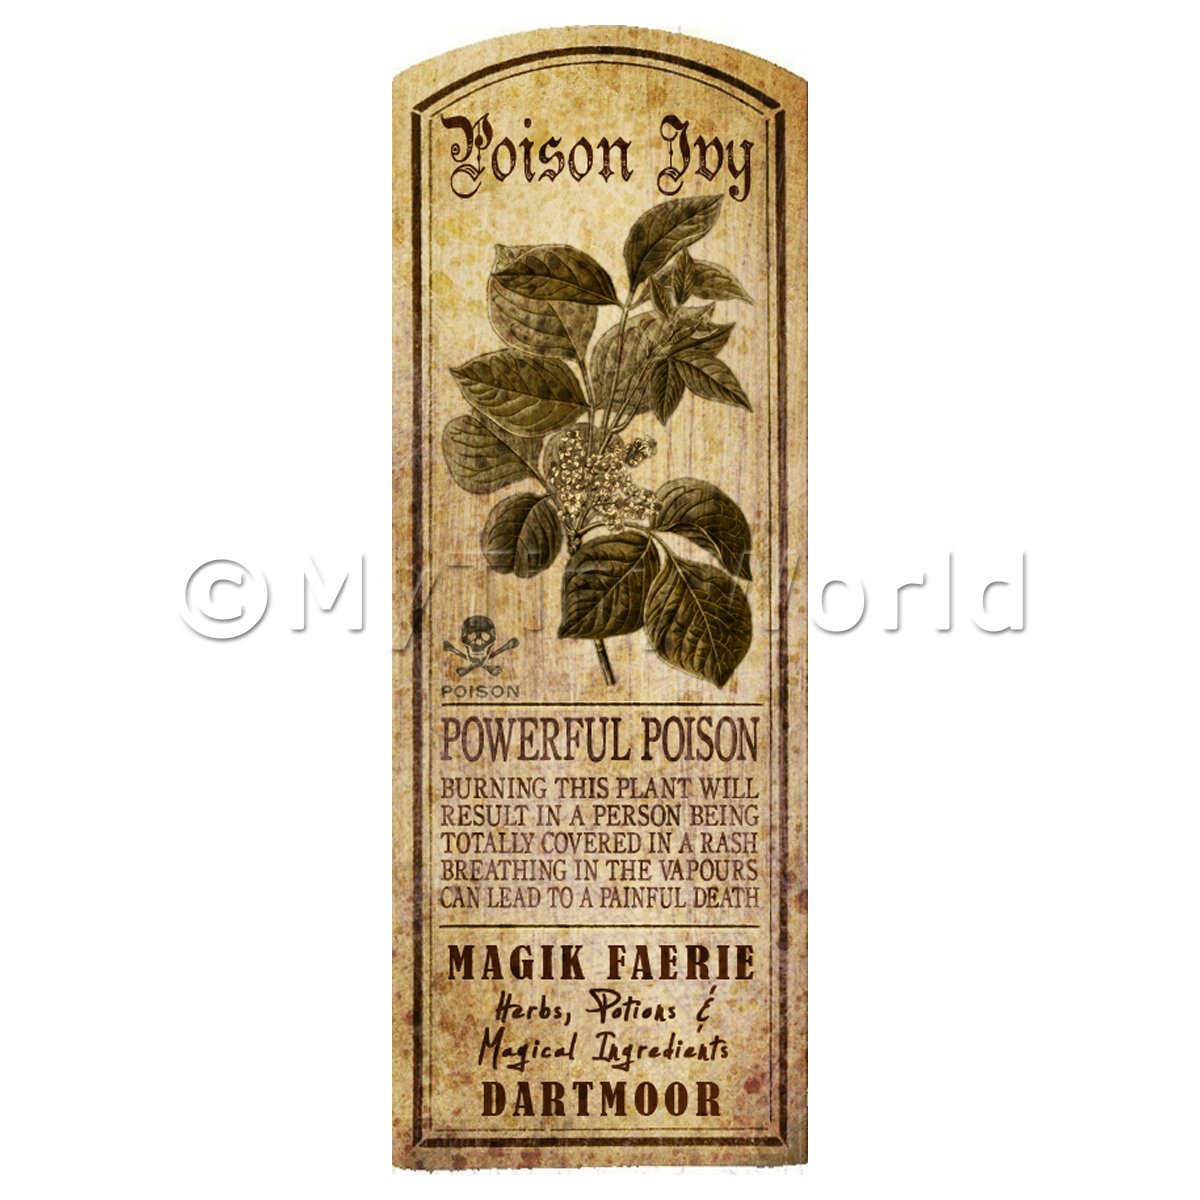 Poison Ivy
©MyTinyWorld
POISON
POWERFUL POISON
BURNING THIS PLANT WILL
RESULT IN A PERSON BEING
TOTALLY COVERED IN A RASH
BREATHING IN THE VAPOURS
CAN LEAD TO A PAINFUL DEATH
MAGIK FAERIE
Herbs, Potions &
Magical Ingredients
DARTMOOR